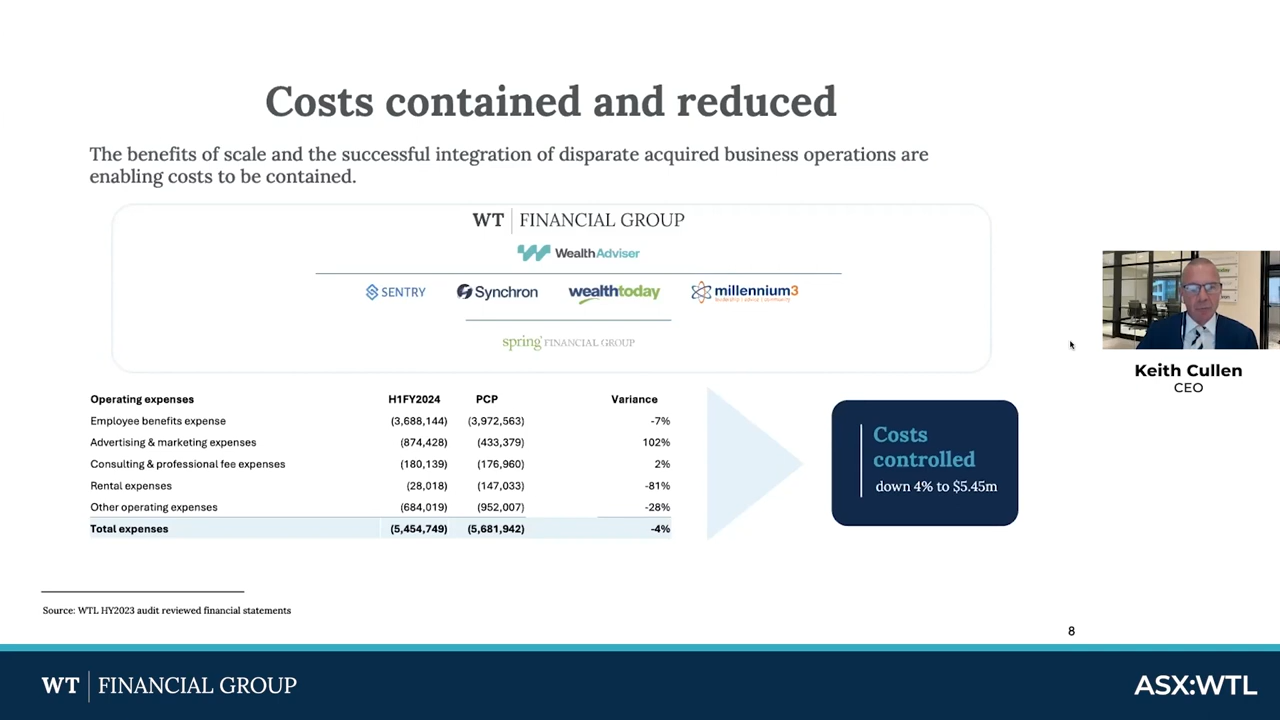 Costs contained and reduced
The benefits of scale and the successful integration of disparate acquired business operations are
enabling costs to be contained.
WT FINANCIAL GROUP
WealthAdviser
SENTRY Synchron wealthtoday millennium3
spring FINANCIAL GROUP
Operating expenses H1FY2024 PCP Variance
Employee benefits expense (3,688,144) (3,972,563) -7%
Advertising & marketing expenses (874,428) (433,379) 102%
Consulting & professional fee expenses (180,139) (176,960) 2%
Rental expenses (28,018) (147,033) -81%
Other operating expenses (684,019) (952,007) -28%
Total expenses (5,454,749) (5,681,942) -4%
Costs
controlled
down 4% to $5.45m
Keith Cullen
CEO
Source: WTL HY2023 audit reviewed financial statements
8
WT FINANCIAL GROUP
ASX:WTL